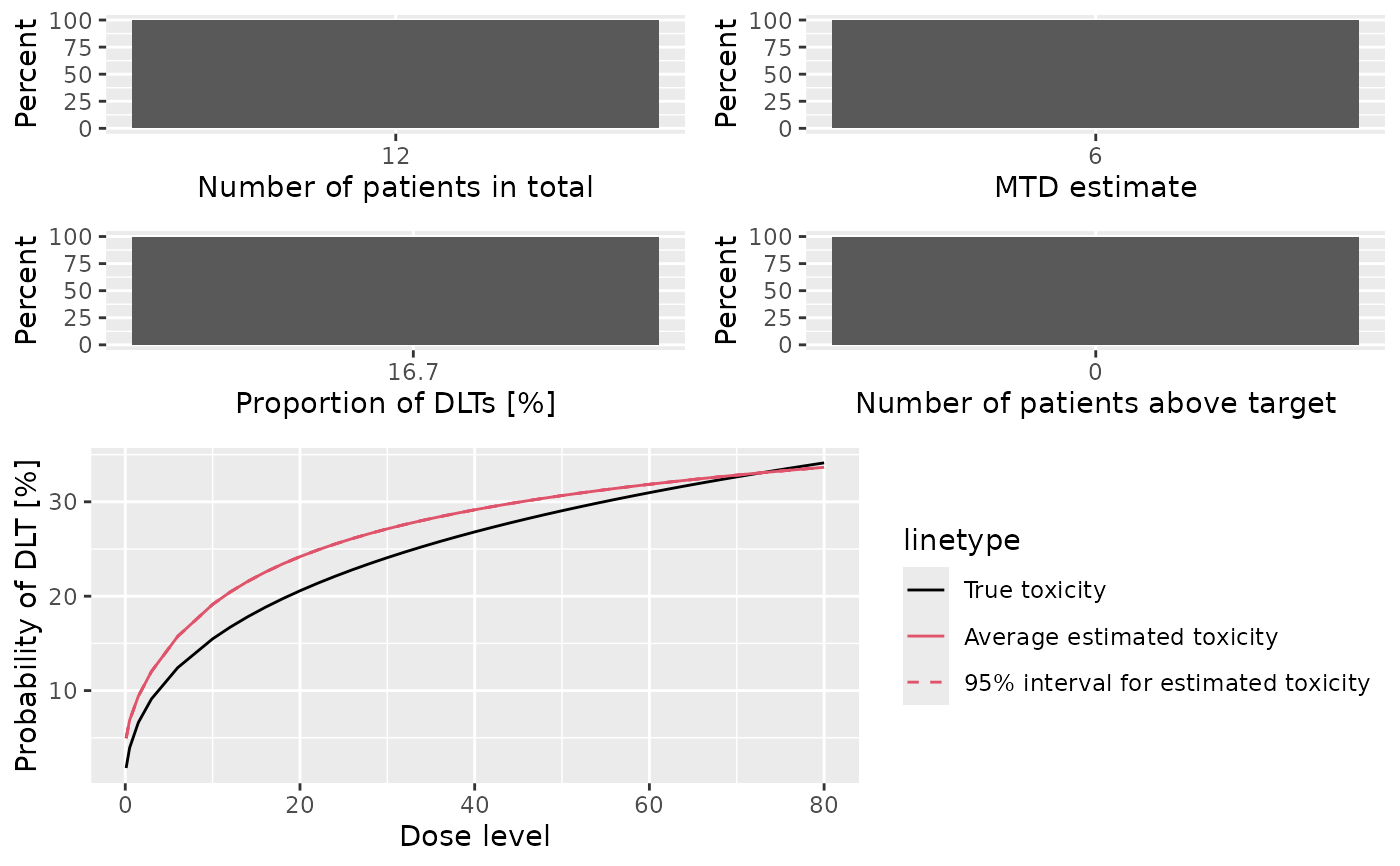 Percent
100
75
50
25
0
12
Number of patients in total
Percent
100
75
50
25
0
6
MTD estimate
Percent
100
75
50
25
0
16.7
Proportion of DLTs [%]
Percent
100
75
50
25
0
0
Number of patients above target
Probability of DLT [%]
30
20
10
0 20 40 60 80
Dose level
linetype
True toxicity
Average estimated toxicity
95% interval for estimated toxicity